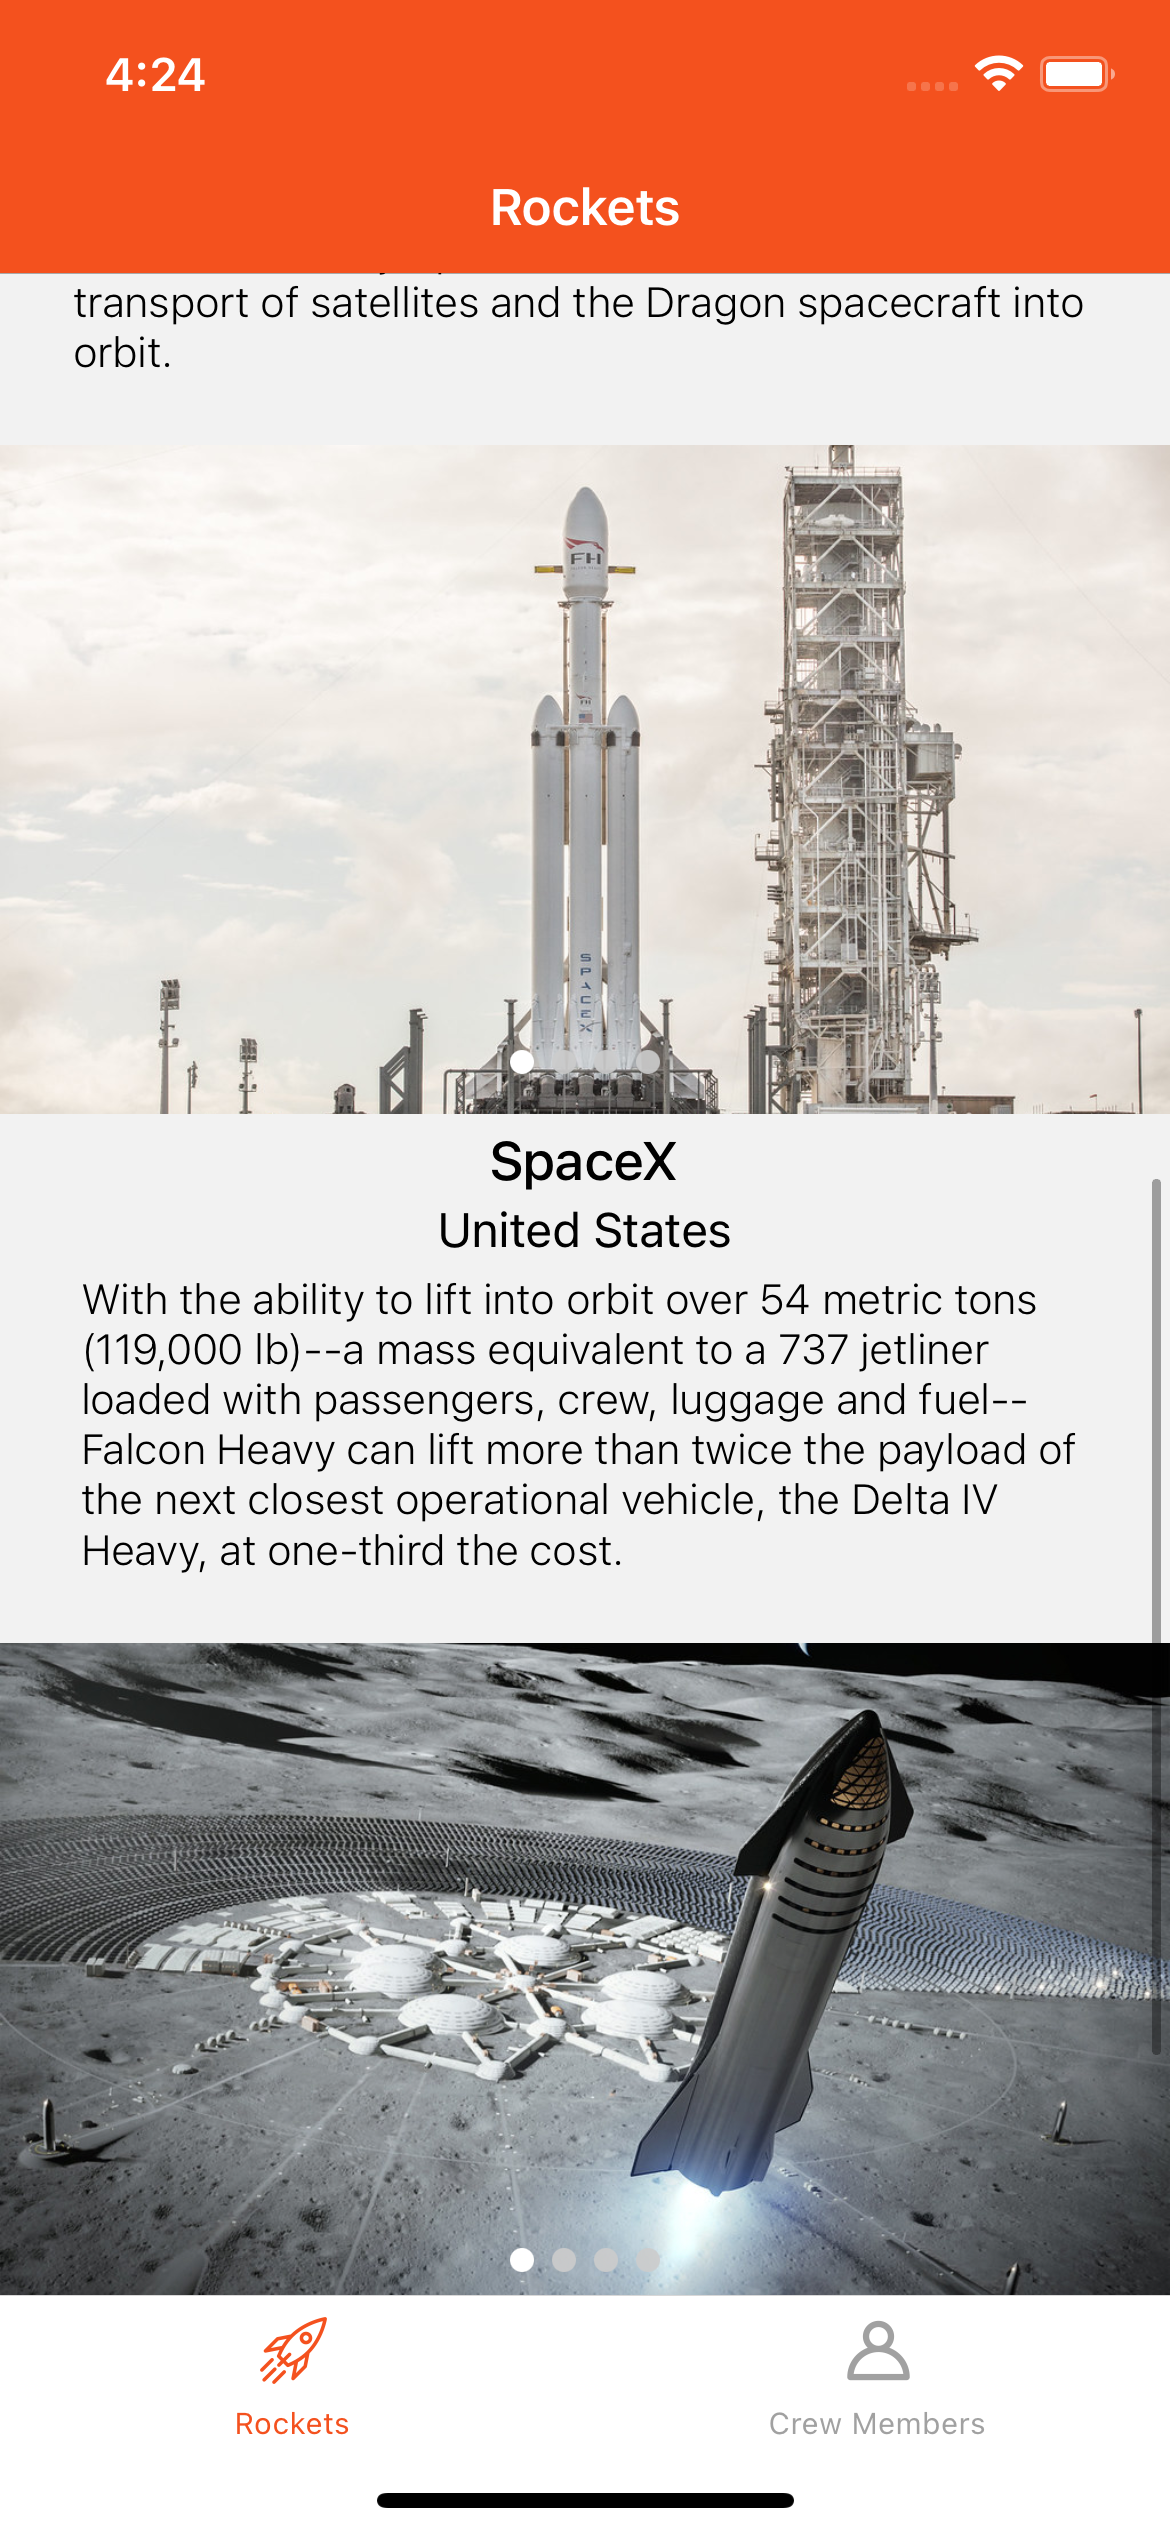 4:24
Rockets
transport of satellites and the Dragon spacecraft into
orbit.
FH
FH
SPACEX
SpaceX
United States
With the ability to lift into orbit over 54 metric tons
(119,000 lb)--a mass equivalent to a 737 jetliner
loaded with passengers, crew, luggage and fuel--
Falcon Heavy can lift more than twice the payload of
the next closest operational vehicle, the Delta IV
Heavy, at one-third the cost.
Rockets
Crew Members